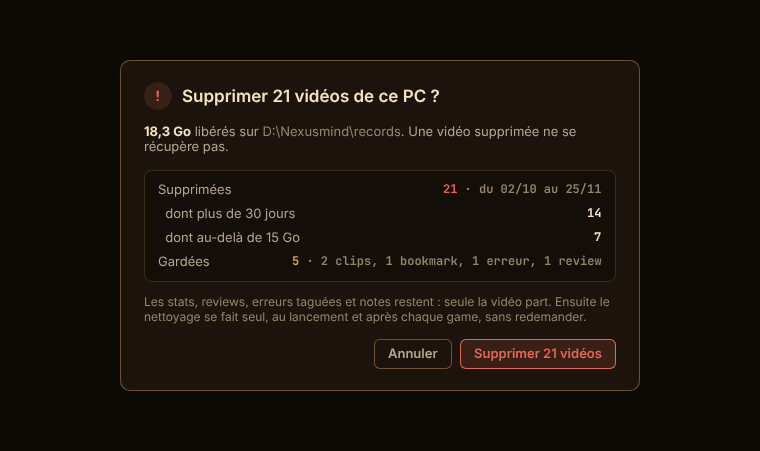 !
Supprimer 21 vidéos de ce PC ?
18,3 Go libérés sur D:\Nexusmind\records. Une vidéo supprimée ne se
récupère pas.
Supprimées 21 · du 02/10 au 25/11
dont plus de 30 jours 14
dont au-delà de 15 Go 7
Gardées 5 · 2 clips, 1 bookmark, 1 erreur, 1 review
Les stats, reviews, erreurs taguées et notes restent : seule la vidéo part. Ensuite le
nettoyage se fait seul, au lancement et après chaque game, sans redemander.
Annuler Supprimer 21 vidéos